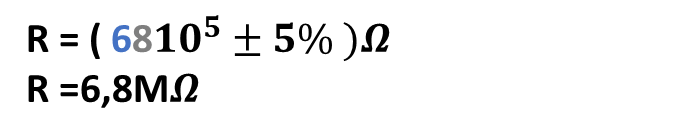 R = ( 6810⁵ ± 5% )Ω
R =6,8MΩ